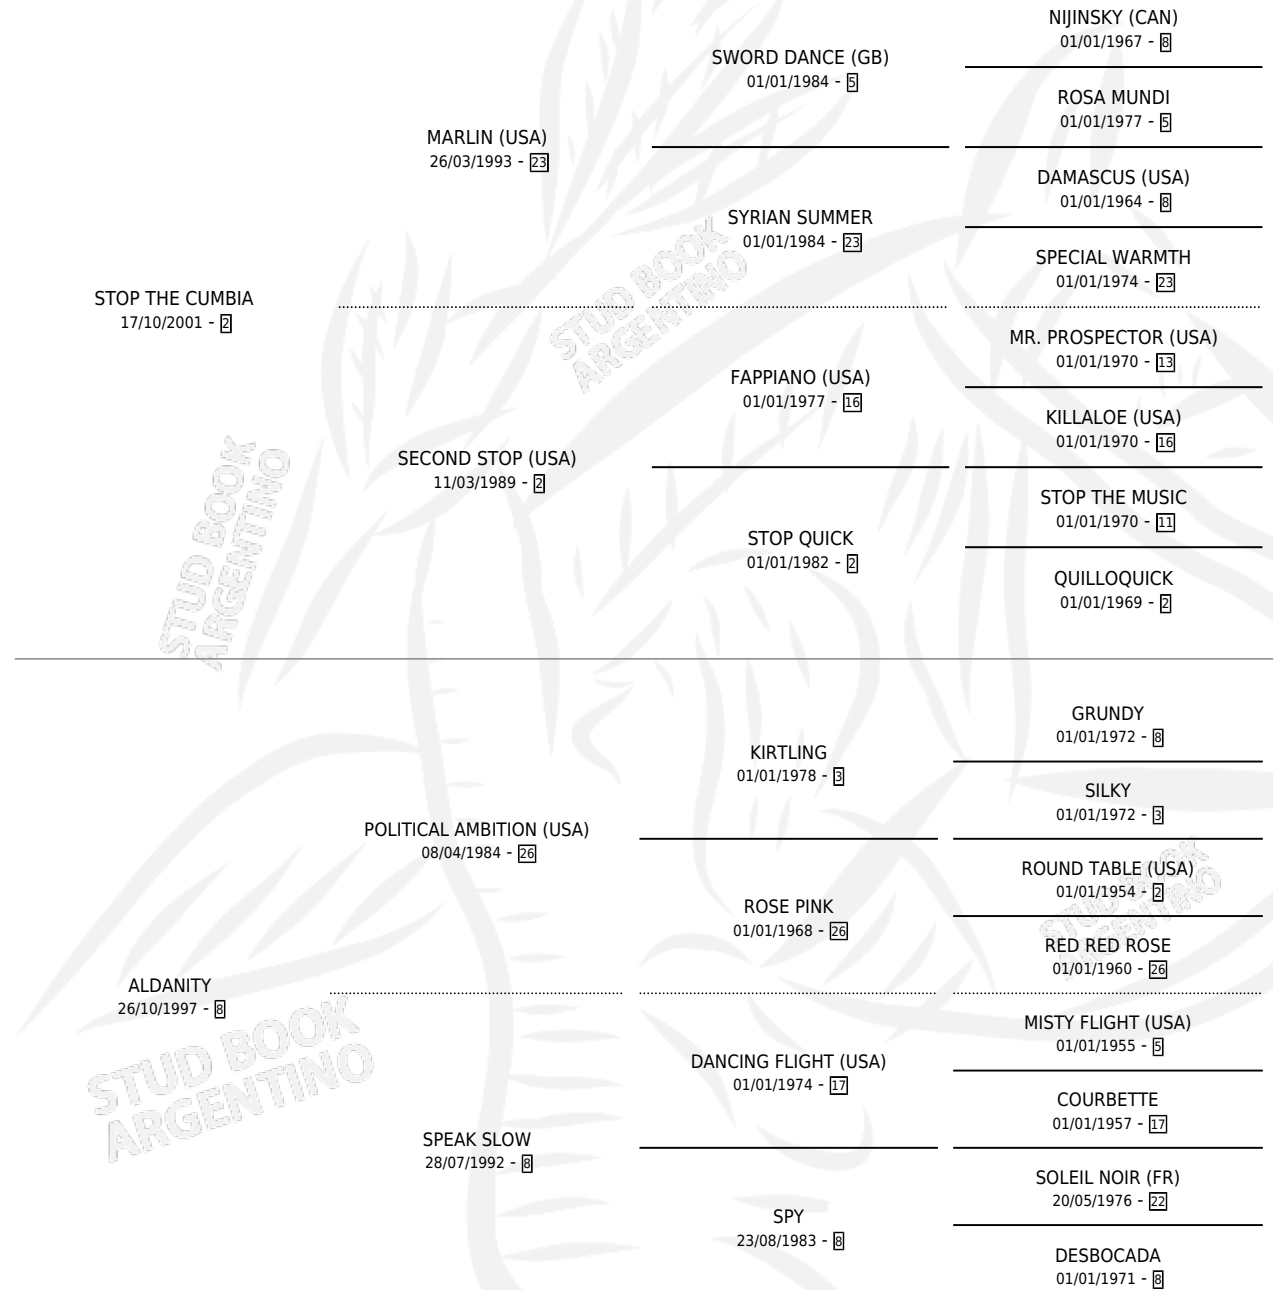 NIJINSKY (CAN)
01/01/1967 - 8
SWORD DANCE (GB)
01/01/1984 - 5
ROSA MUNDI
01/01/1977 - 5
MARLIN (USA)
26/03/1993 - 23
DAMASCUS (USA)
01/01/1964 - 8
SYRIAN SUMMER
01/01/1984 - 23
SPECIAL WARMTH
01/01/1974 - 23
STOP THE CUMBIA
17/10/2001 - 2
MR. PROSPECTOR (USA)
01/01/1970 - 13
FAPPIANO (USA)
01/01/1977 - 16
KILLALOE (USA)
01/01/1970 - 16
SECOND STOP (USA)
11/03/1989 - 2
STOP THE MUSIC
01/01/1970 - 11
STOP QUICK
01/01/1982 - 2
QUILLOQUICK
01/01/1969 - 2
STUD BOOK
ARGENTINO
STUD BOOK
ARGENTINO
GRUNDY
01/01/1972 - 8
KIRTLING
01/01/1978 - 3
SILKY
01/01/1972 - 3
POLITICAL AMBITION (USA)
08/04/1984 - 26
ROUND TABLE (USA)
01/01/1954 - 2
ROSE PINK
01/01/1968 - 26
RED RED ROSE
01/01/1960 - 26
ALDANITY
26/10/1997 - 8
MISTY FLIGHT (USA)
01/01/1955 - 5
DANCING FLIGHT (USA)
01/01/1974 - 17
COURBETTE
01/01/1957 - 17
SPEAK SLOW
28/07/1992 - 8
SOLEIL NOIR (FR)
20/05/1976 - 22
SPY
23/08/1983 - 8
DESBOCADA
01/01/1971 - 8
STUD BOOK
ARGENTINO
STUD BOOK
ARGENTINO